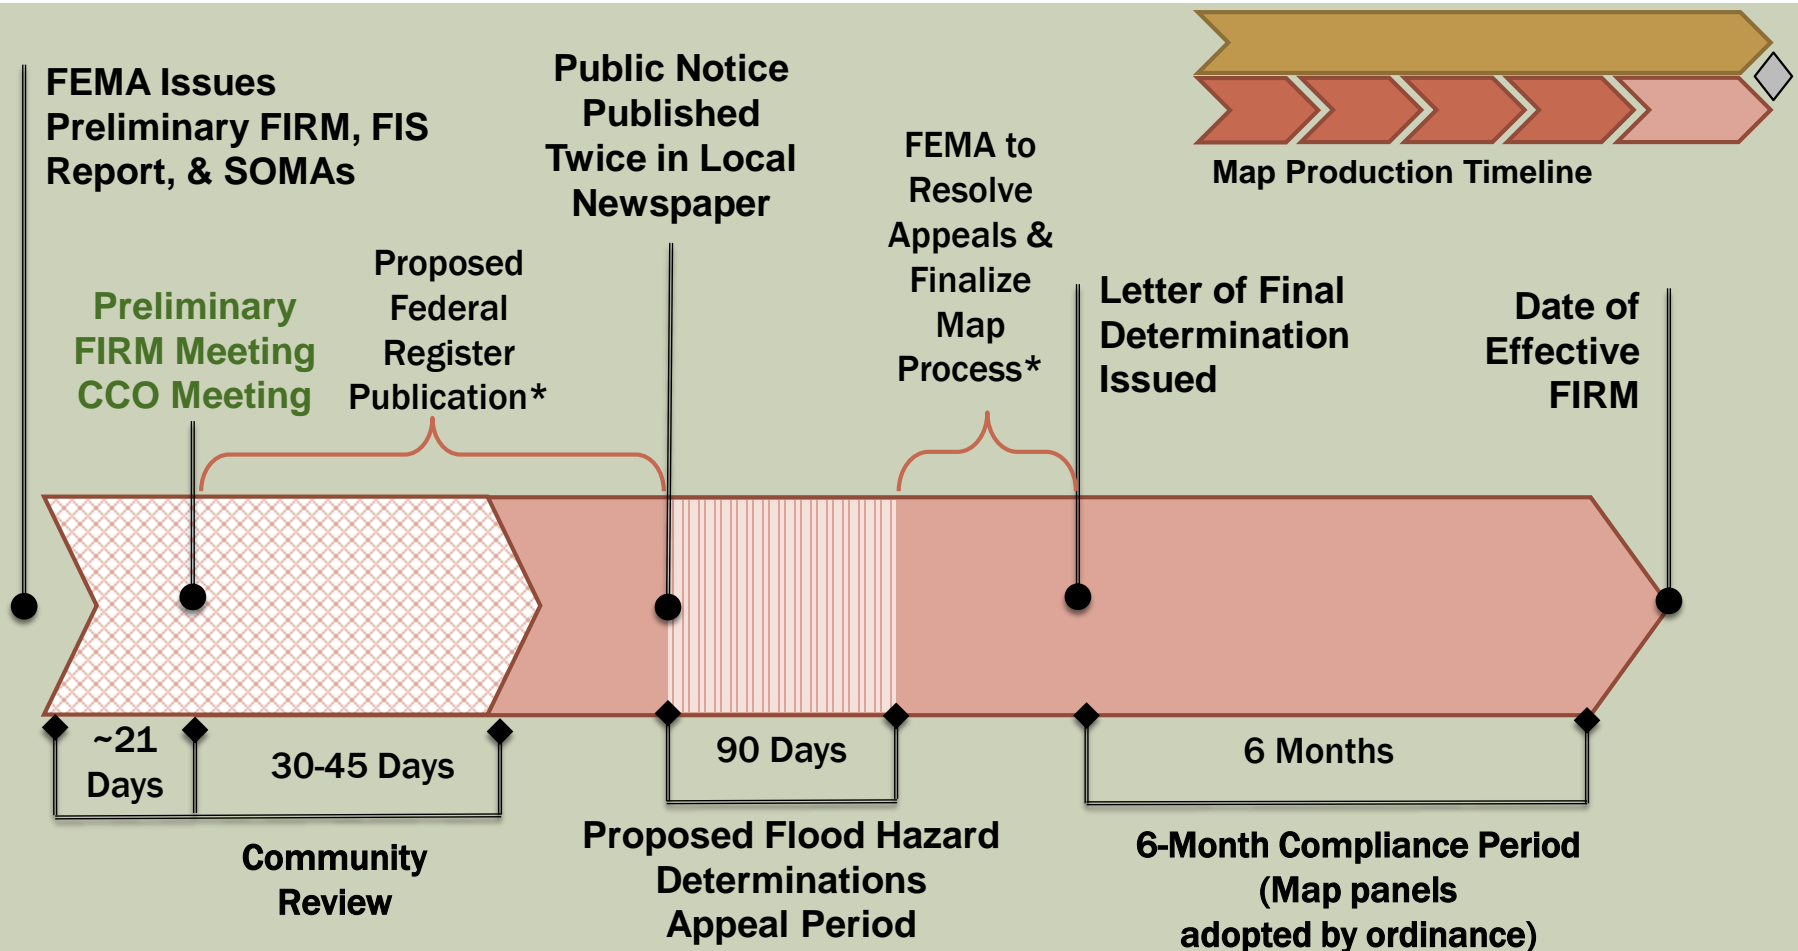 FEMA Issues
Preliminary FIRM, FIS
Report, & SOMAs
Preliminary
FIRM Meeting
CCO Meeting
Proposed
Federal
Register
Publication*
Public Notice
Published
Twice in Local
Newspaper
FEMA to
Resolve
Appeals &
Finalize
Map
Process*
Map Production Timeline
Letter of Final
Determination
Issued
Date of
Effective
FIRM
~21
Days
30-45 Days
Community
Review
90 Days
Proposed Flood Hazard
Determinations
Appeal Period
6 Months
6-Month Compliance Period
(Map panels
adopted by ordinance)